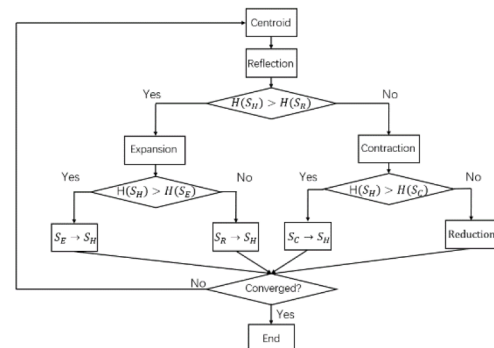 Centroid
Reflection
Yes
No
H(S_H) > H(S_R)
Expansion
Contraction
Yes
No
Yes
No
H(S_H) > H(S_E)
H(S_H) > H(S_C)
S_E → S_H
S_R → S_H
S_C → S_H
Reduction
No
Converged?
Yes
End